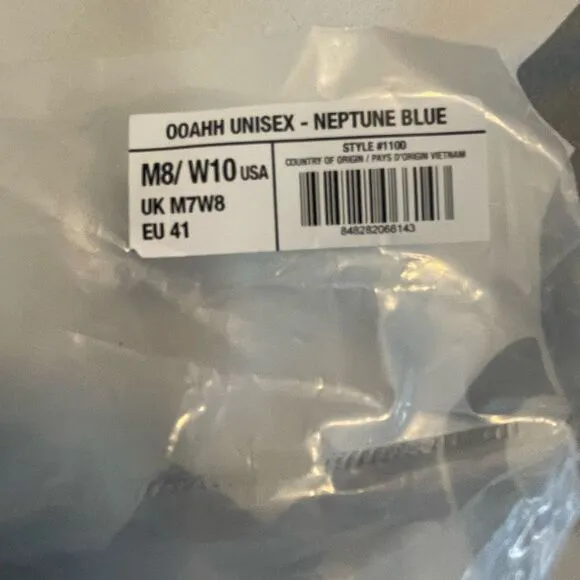 OOAHH UNISEX - NEPTUNE BLUE
M8/ W10 USA
UK M7W8
EU 41
STYLE #1100
COUNTRY OF ORIGIN / PAYS D'ORIGIN VIETNAM
848282066143